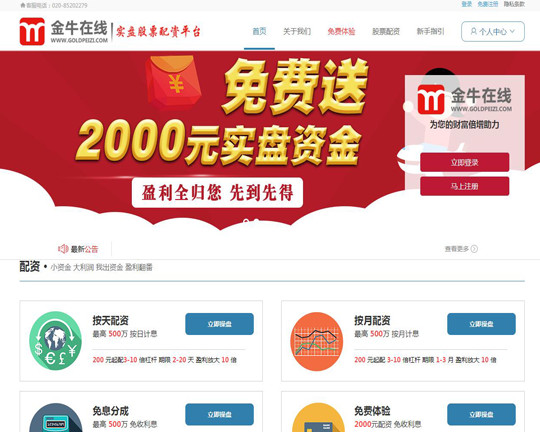 客服电话：020-85202279 登录 免费注册 隐私条款
金牛在线 实盘股票配资平台
WWW.GOLDPEIZI.COM
首页 关于我们 免费体验 股票配资 新手指引 个人中心
免费送
2000元实盘资金
盈利全归您 先到先得
金牛在线
WWW.GOLDPEIZI.COM
为您的财富倍增助力
立即登录
马上注册
最新公告 查看更多
配资 • 小资金 大利润 我出资金 盈利翻番
按天配资
最高 500万 按日计息
立即操盘
200 元起配 3-10 倍杠杆 期限 2-20 天 盈利放大 10 倍
按月配资
最高 500万 按月计息
立即操盘
200 元起配 3-10 倍杠杆 期限 1-3 月 盈利放大 10 倍
免息分成
最高 500万 免收利息
立即操盘
免费体验
2000元配资 免收利息
立即操盘